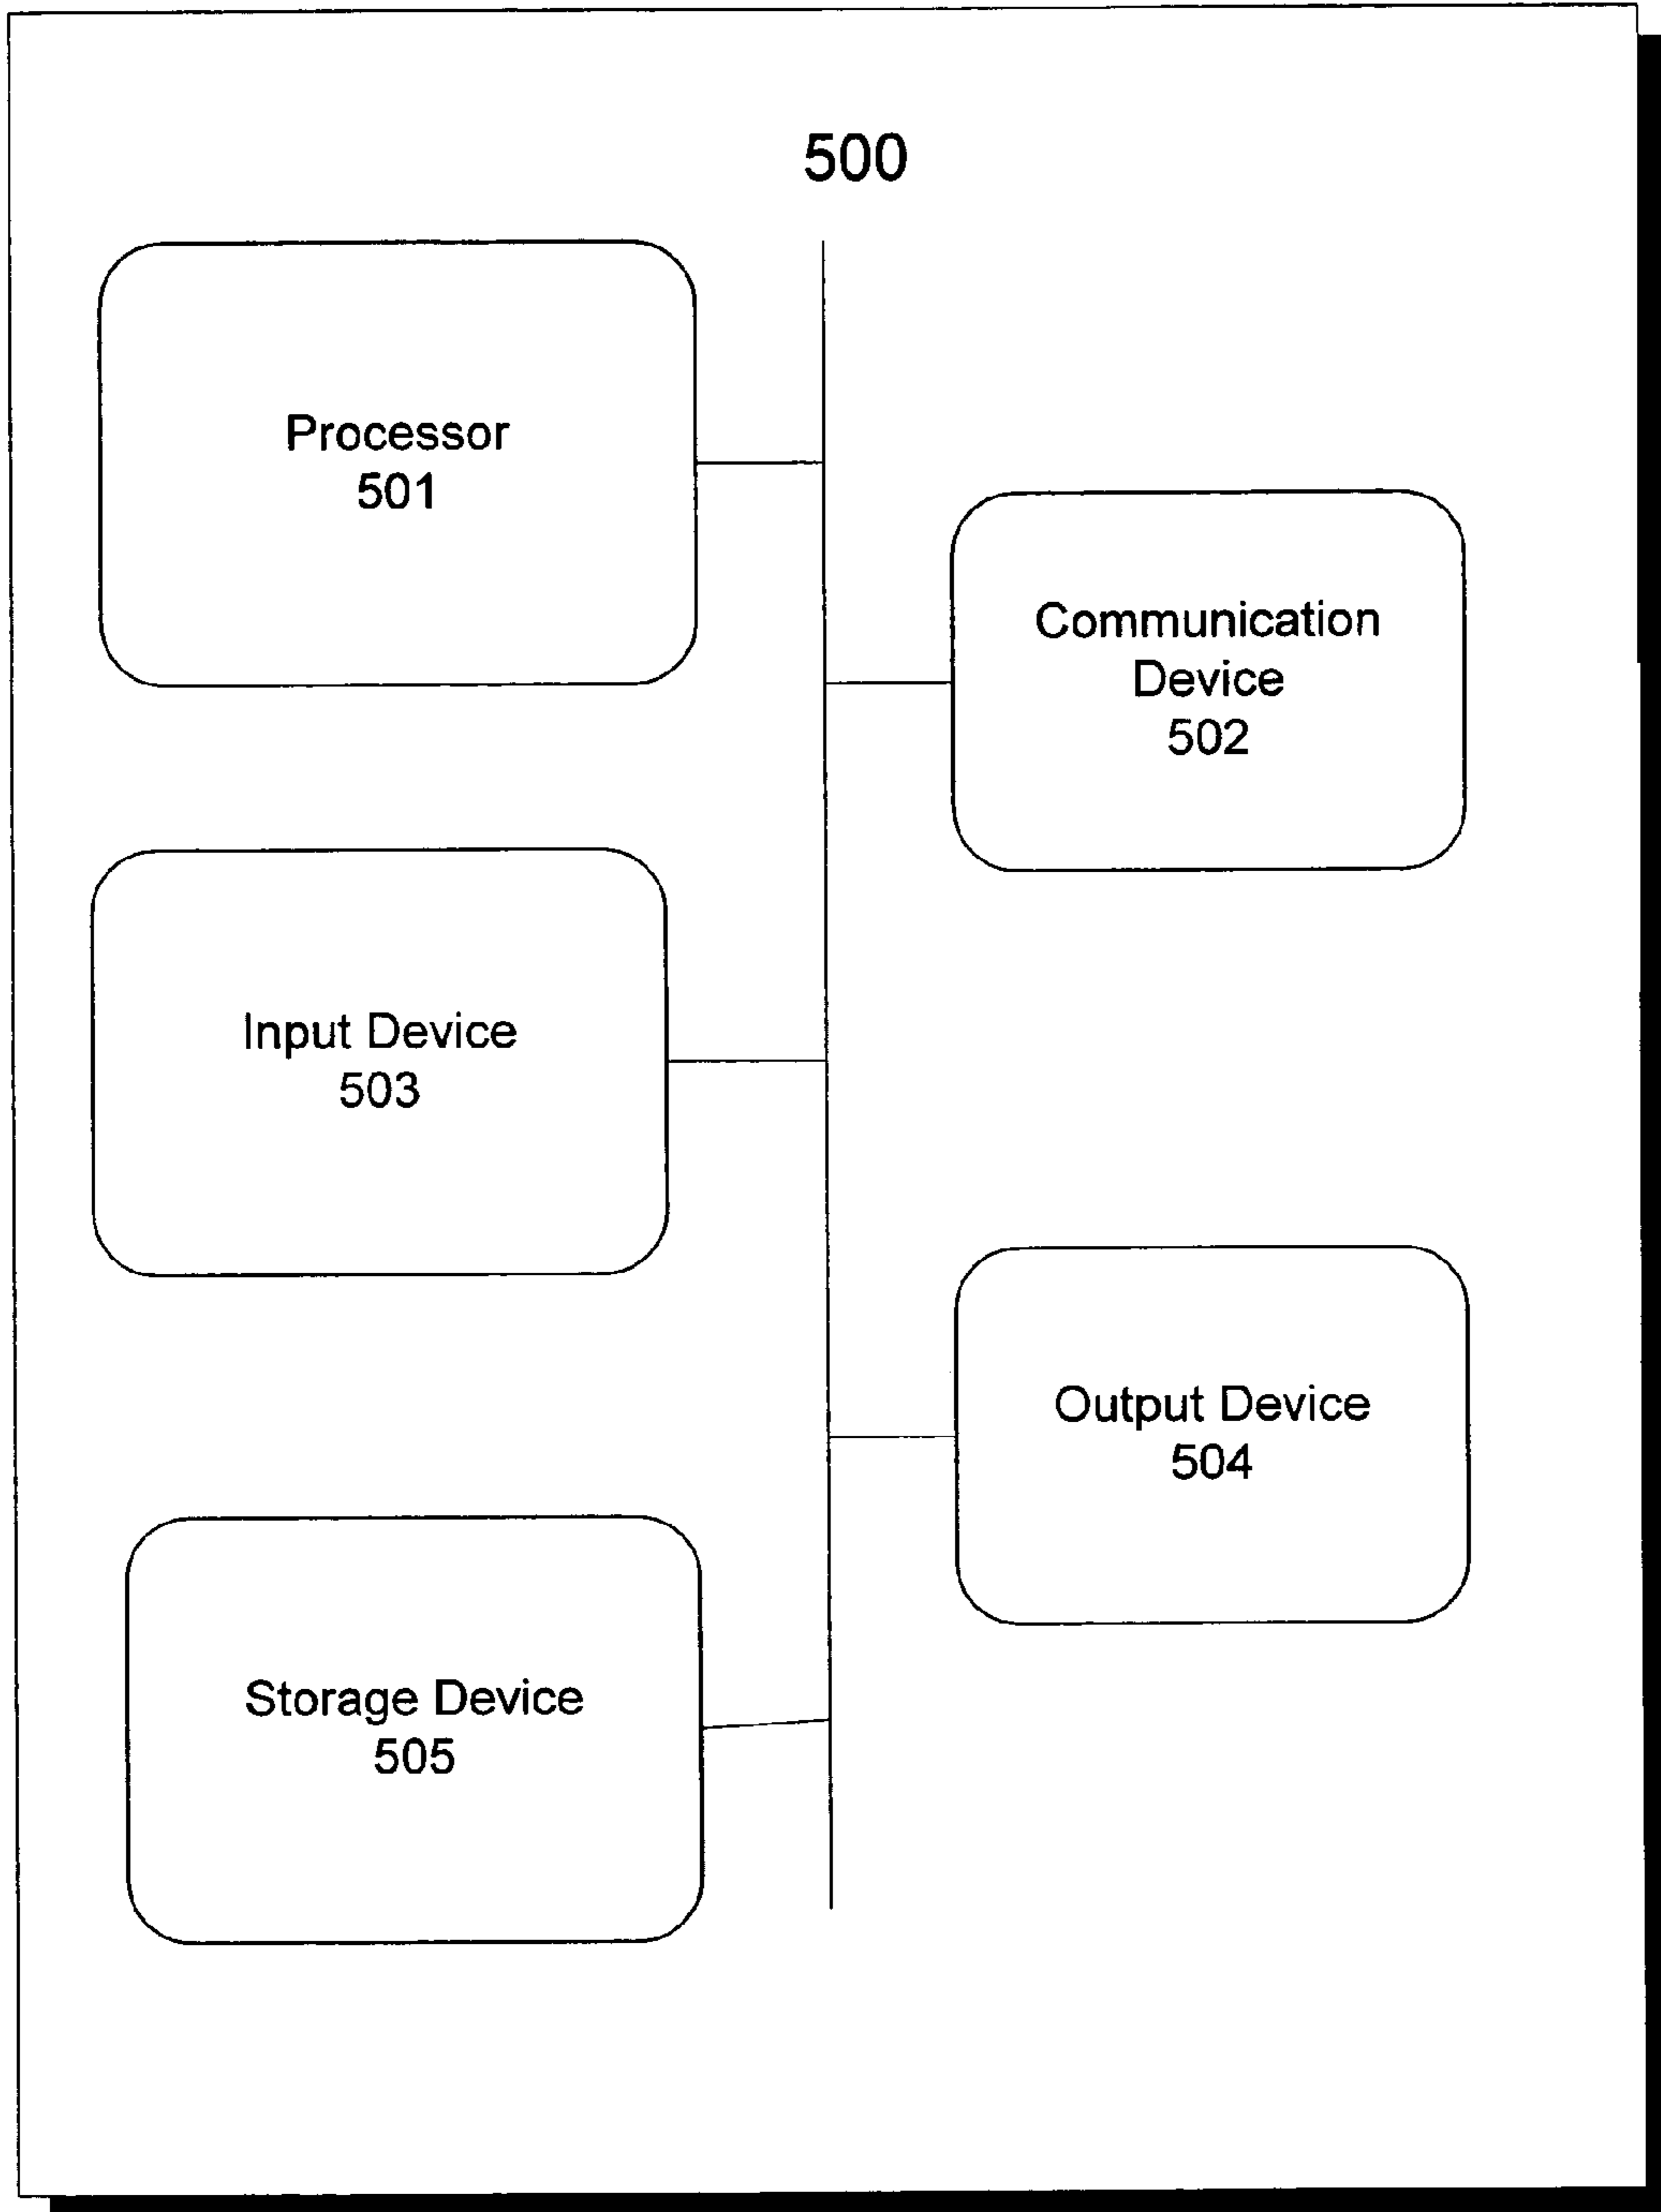 500
Processor
501
Communication
Device
502
Input Device
503
Output Device
504
Storage Device
505